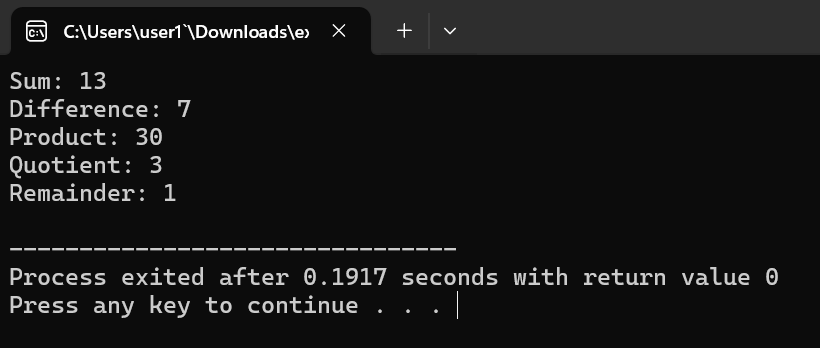 C:\Users\user1`\Downloads\ex
Sum: 13
Difference: 7
Product: 30
Quotient: 3
Remainder: 1
--------------------------------
Process exited after 0.1917 seconds with return value 0
Press any key to continue . . .